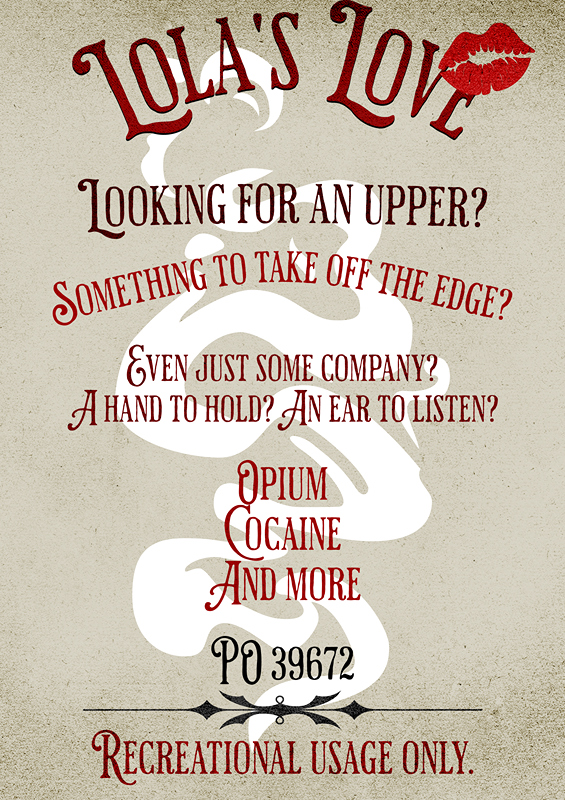 Lola's Love
Looking for an upper?
Something to take off the edge?
Even just some company?
A hand to hold? An ear to listen?
Opium
Cocaine
And more
PO 39672
Recreational usage only.